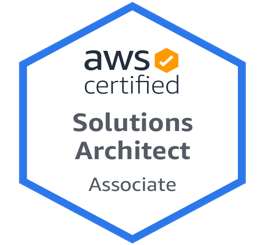 aws
certified
Solutions
Architect
Associate